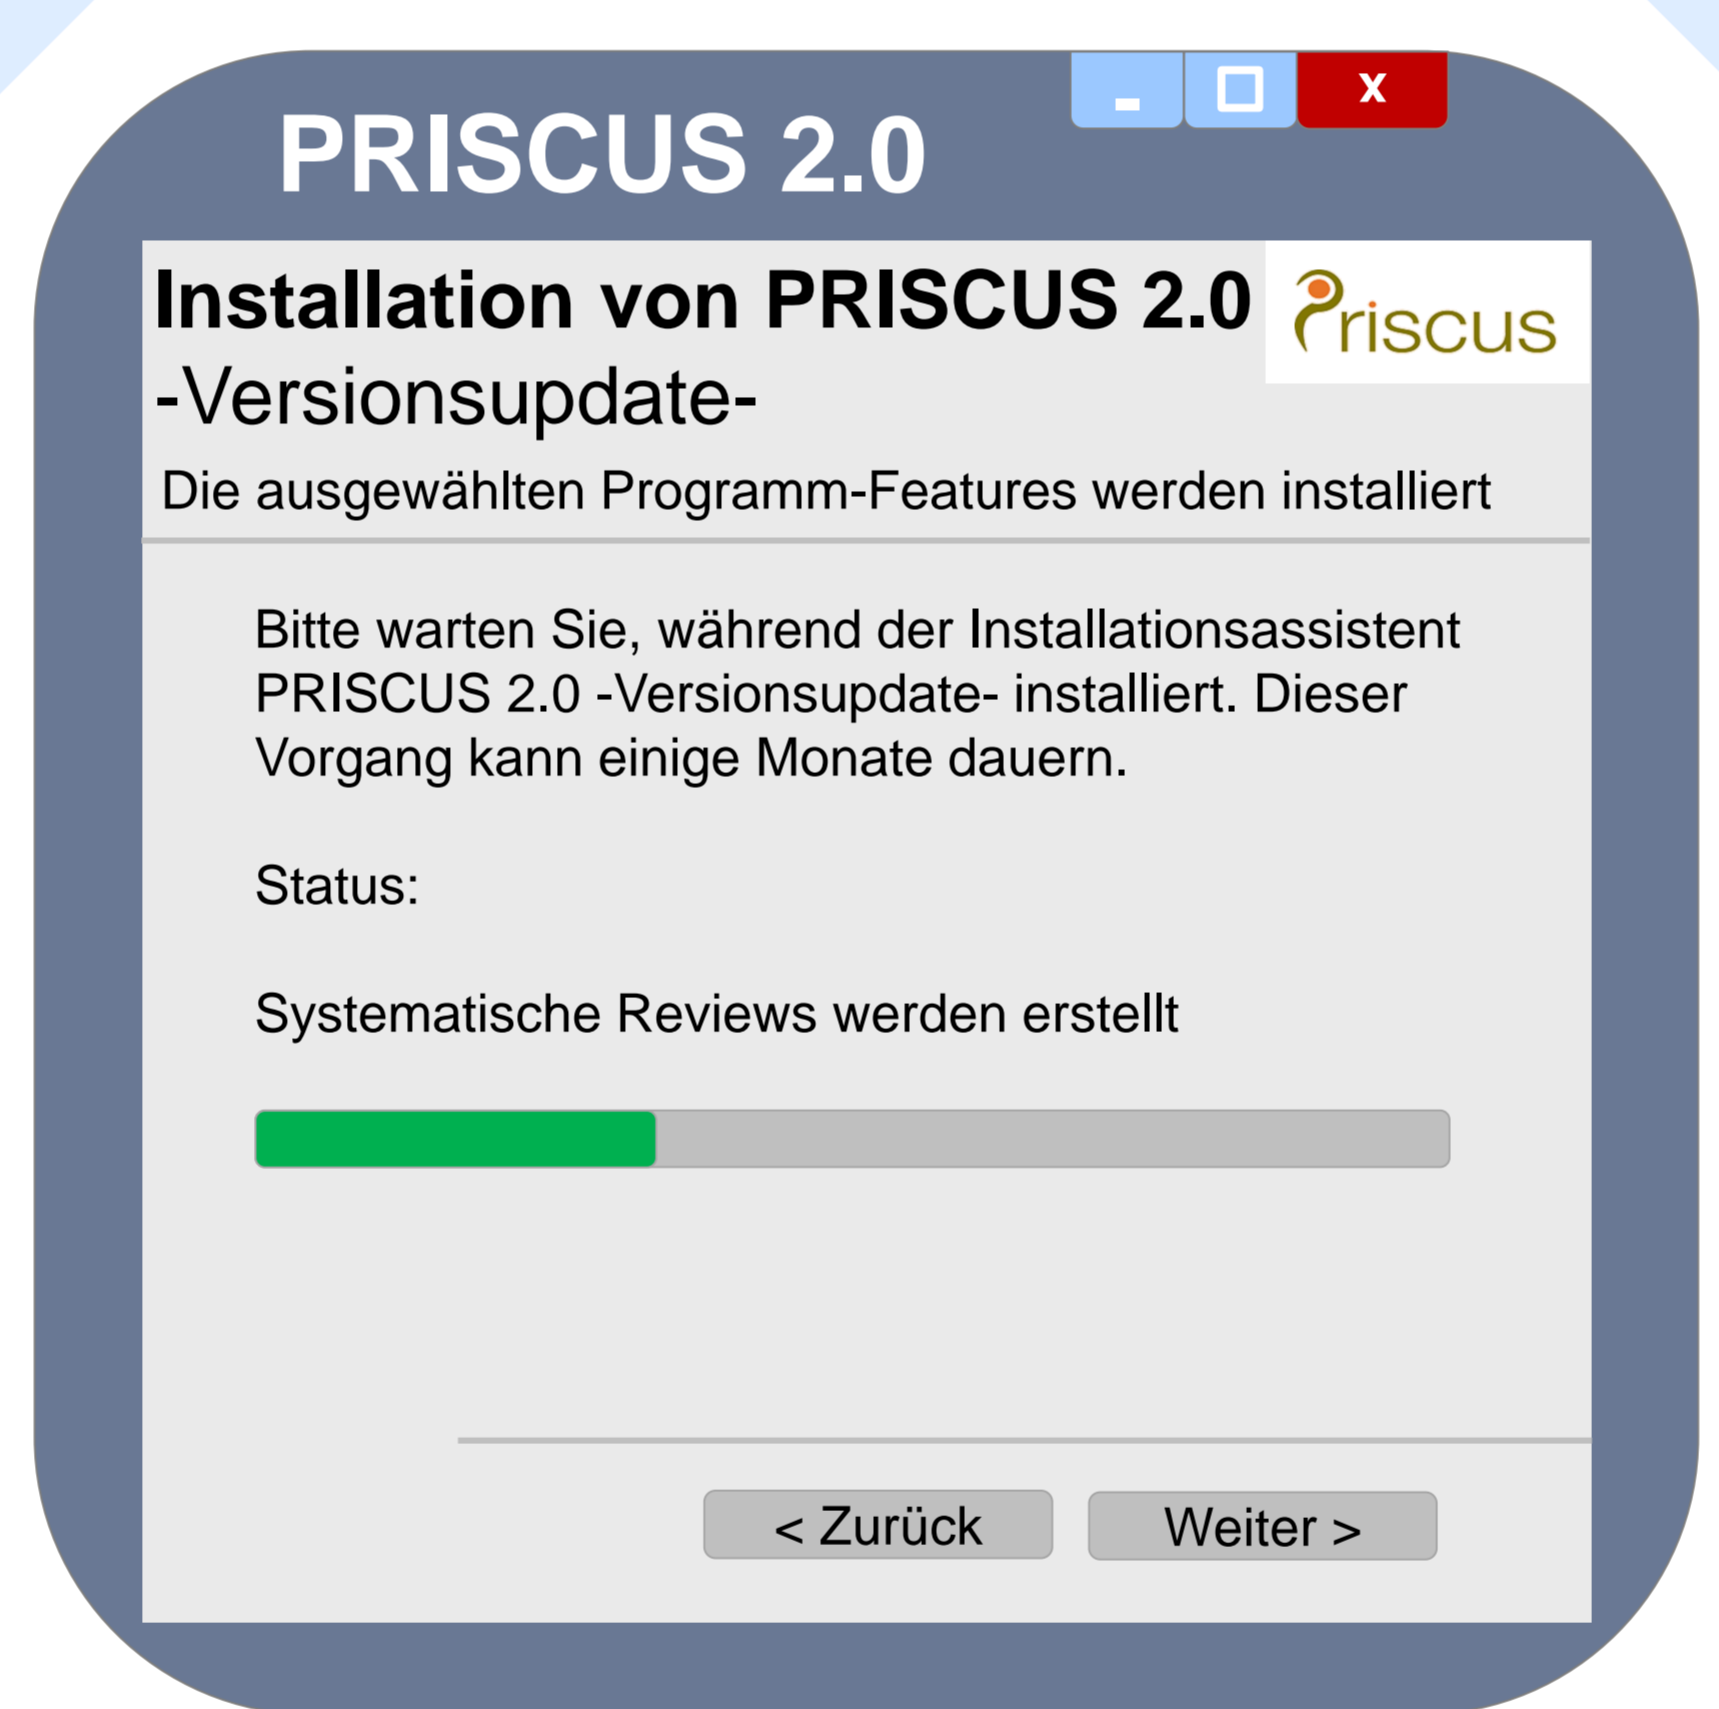 x
PRISCUS 2.0
Installation von PRISCUS 2.0
Priscus
-Versionsupdate-
Die ausgewählten Programm-Features werden installiert
Bitte warten Sie, während der Installationsassistent
PRISCUS 2.0 -Versionsupdate- installiert. Dieser
Vorgang kann einige Monate dauern.
Status:
Systematische Reviews werden erstellt
< Zurück
Weiter >